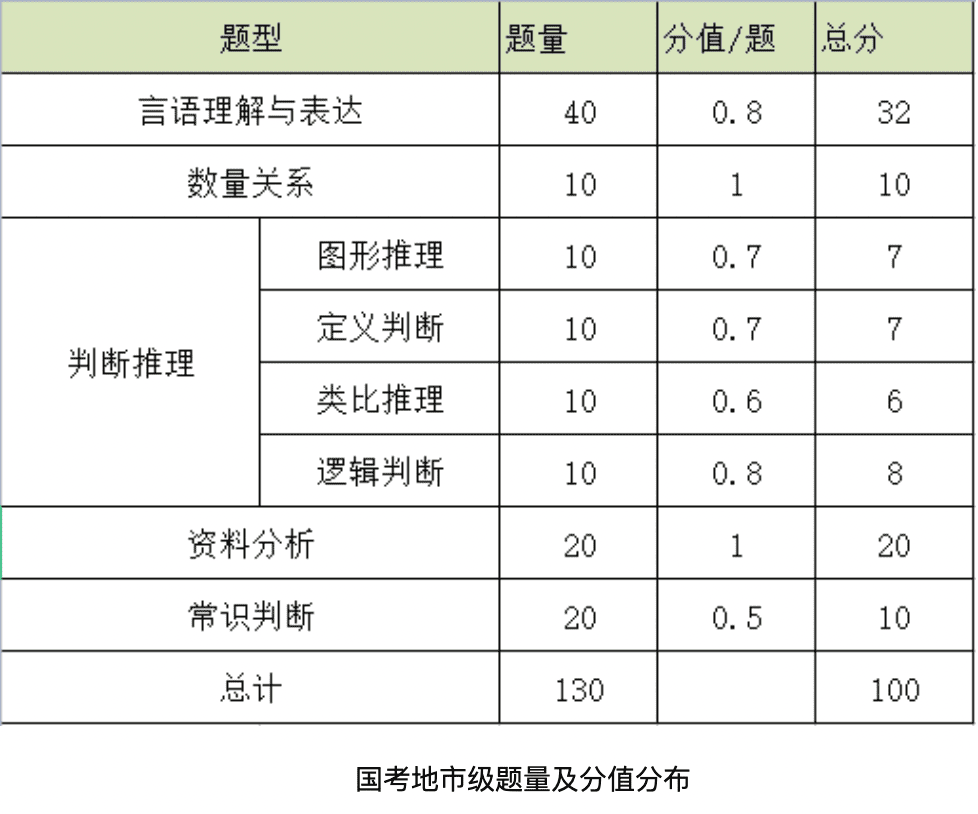 题型 题量 分值/题 总分
言语理解与表达 40 0.8 32
数量关系 10 1 10
图形推理 10 0.7 7
定义判断 10 0.7 7
判断推理
类比推理 10 0.6 6
逻辑判断 10 0.8 8
资料分析 20 1 20
常识判断 20 0.5 10
总计 130 100
国考地市级题量及分值分布